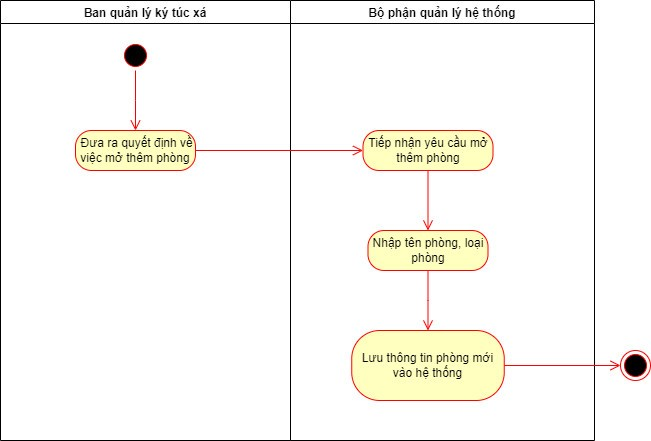 Ban quản lý ký túc xá
Bộ phận quản lý hệ thống
Đưa ra quyết định về
việc mở thêm phòng
Tiếp nhận yêu cầu mở
thêm phòng
Nhập tên phòng, loại
phòng
Lưu thông tin phòng mới
vào hệ thống